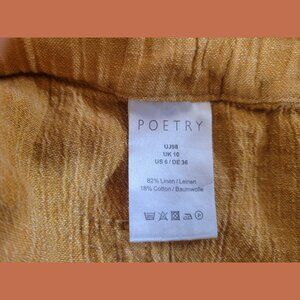 POETRY
UJ98
UK 10
US 6 / DE 36
82% Linen / Leinen
18% Cotton / Baumwolle